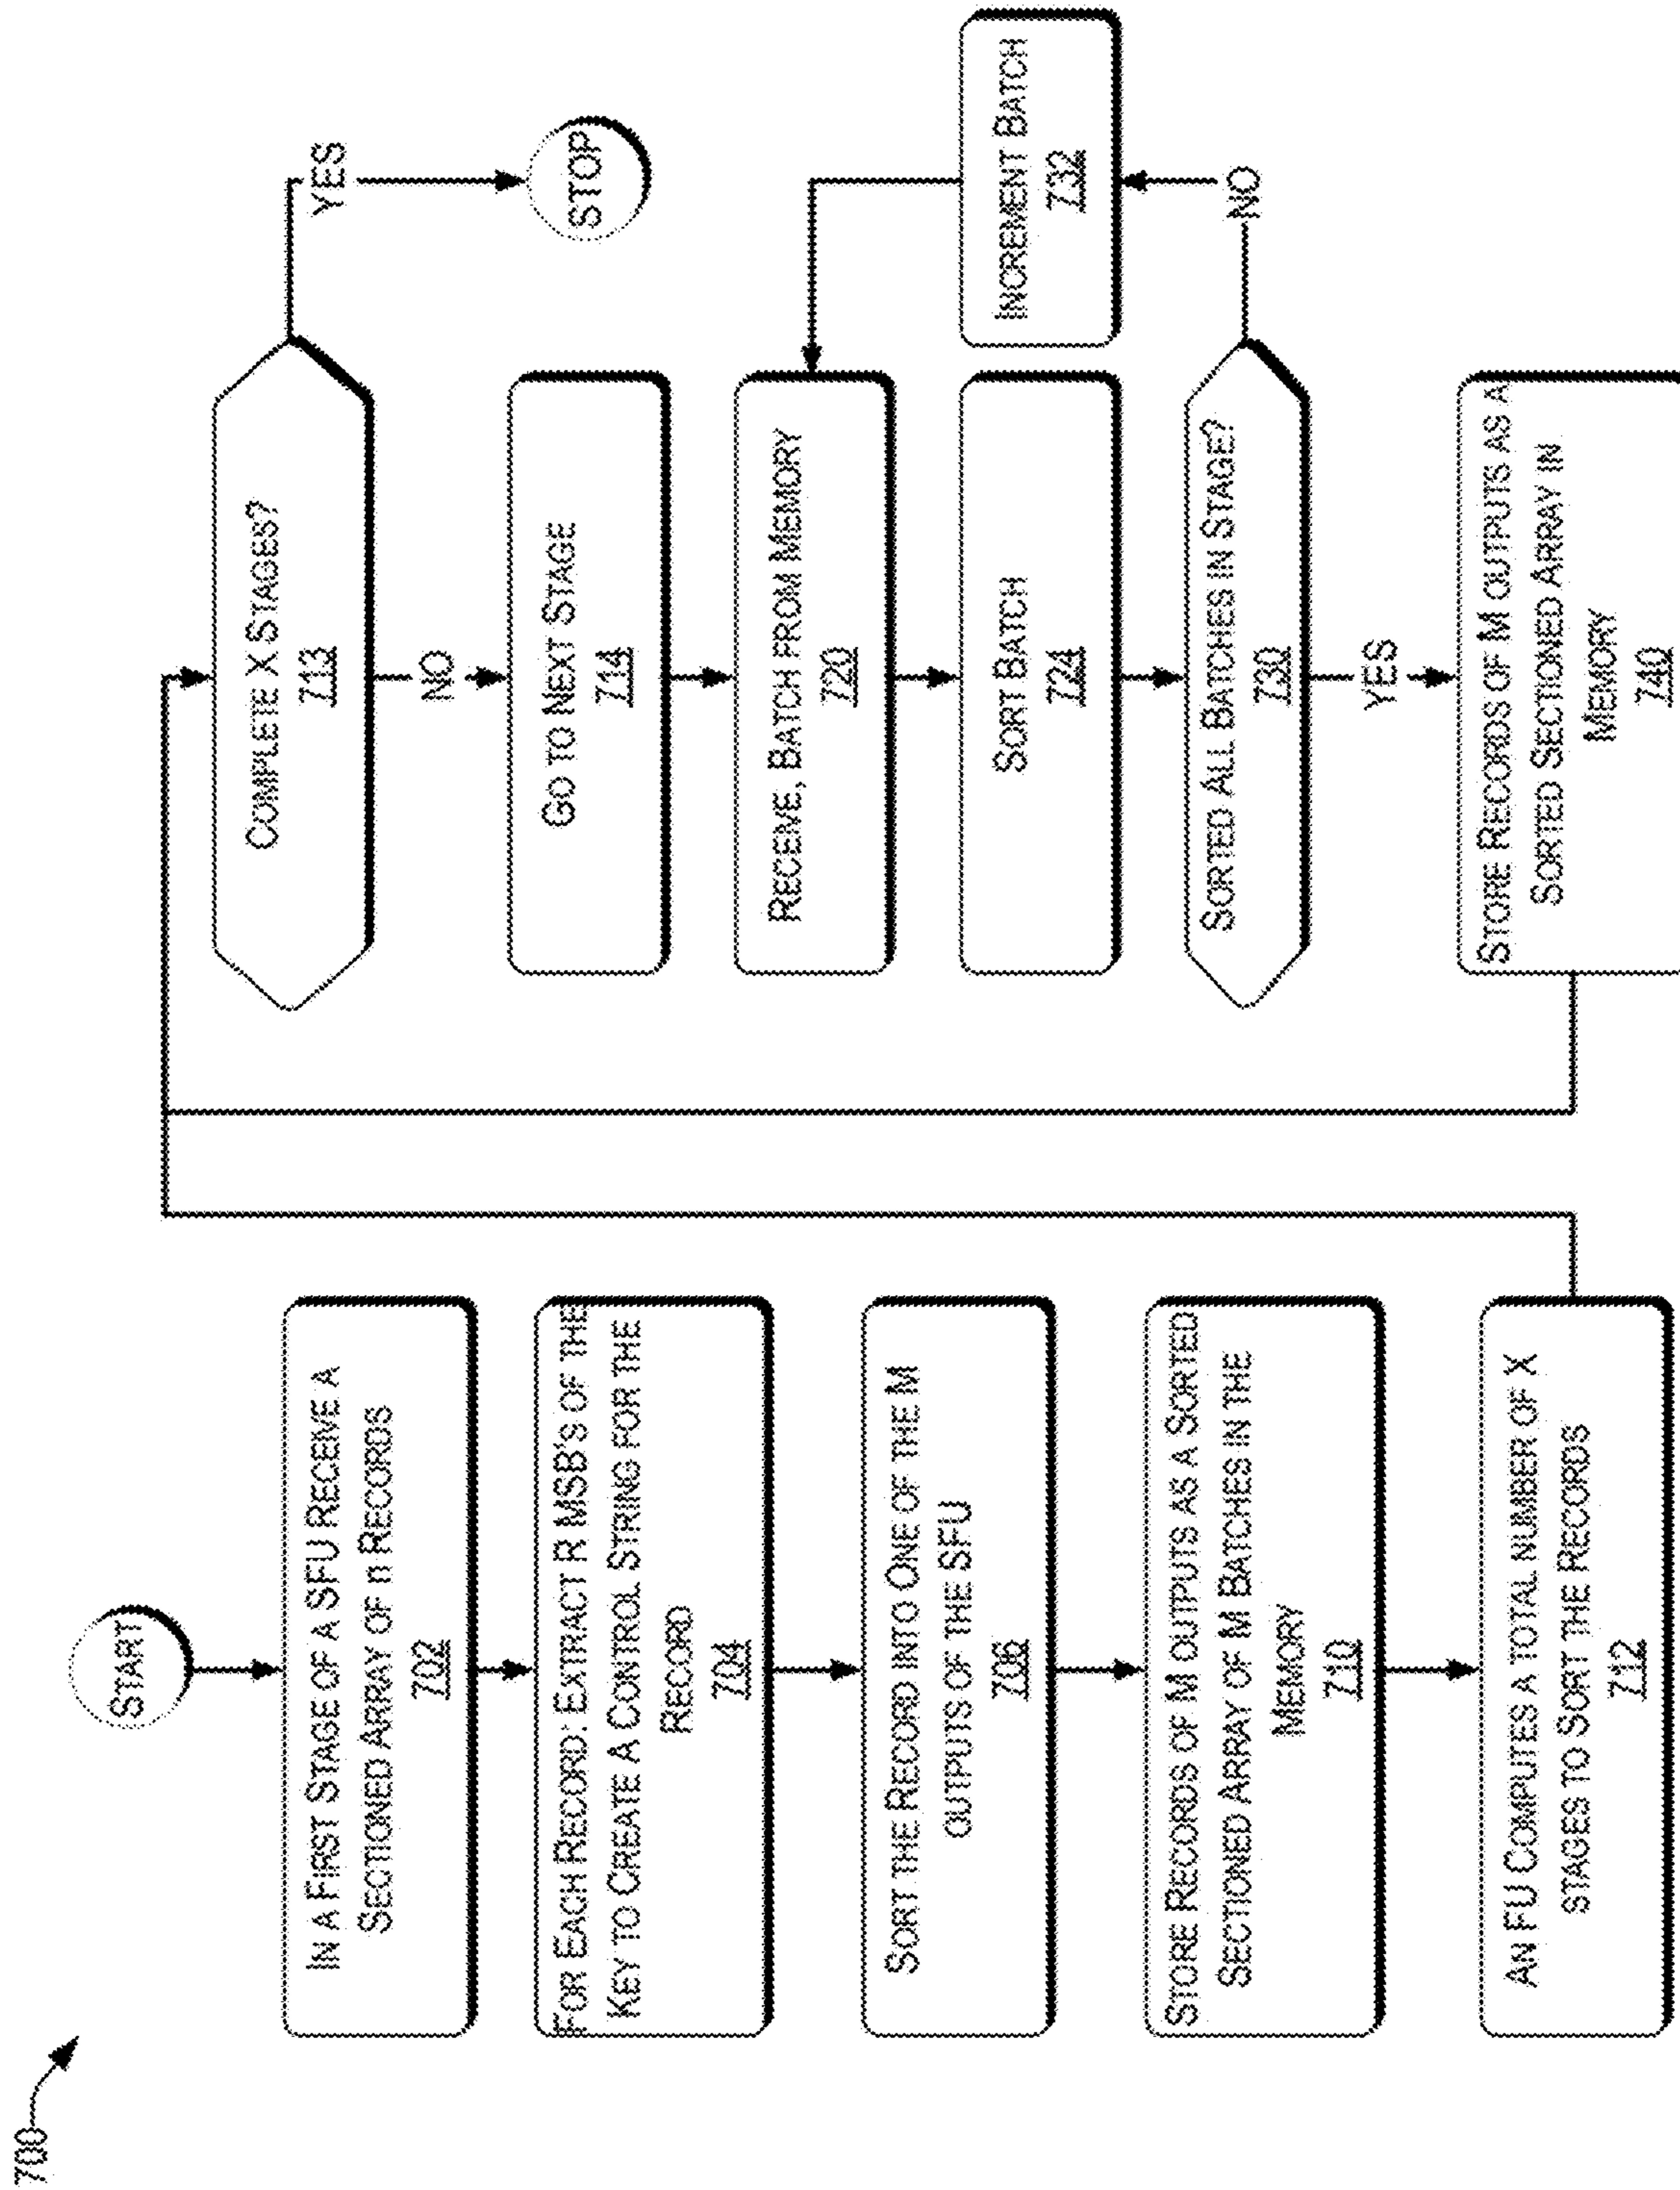 700
START
IN A FIRST STAGE OF A SFU RECEIVE A
SECTIONED ARRAY OF n RECORDS
702
FOR EACH RECORD: EXTRACT R MSB'S OF THE
KEY TO CREATE A CONTROL STRING FOR THE
RECORD
704
SORT THE RECORD INTO ONE OF THE M
OUTPUTS OF THE SFU
706
STORE RECORDS OF M OUTPUTS AS A SORTED
SECTIONED ARRAY OF M BATCHES IN THE
MEMORY
710
AN FU COMPUTES A TOTAL NUMBER OF X
STAGES TO SORT THE RECORDS
712
COMPLETE X STAGES?
713
YES
STOP
NO
GO TO NEXT STAGE
714
RECEIVE, BATCH FROM MEMORY
720
SORT BATCH
724
INCREMENT BATCH
732
SORTED ALL BATCHES IN STAGE?
730
NO
YES
STORE RECORDS OF M OUTPUTS AS A
SORTED SECTIONED ARRAY IN
MEMORY
740